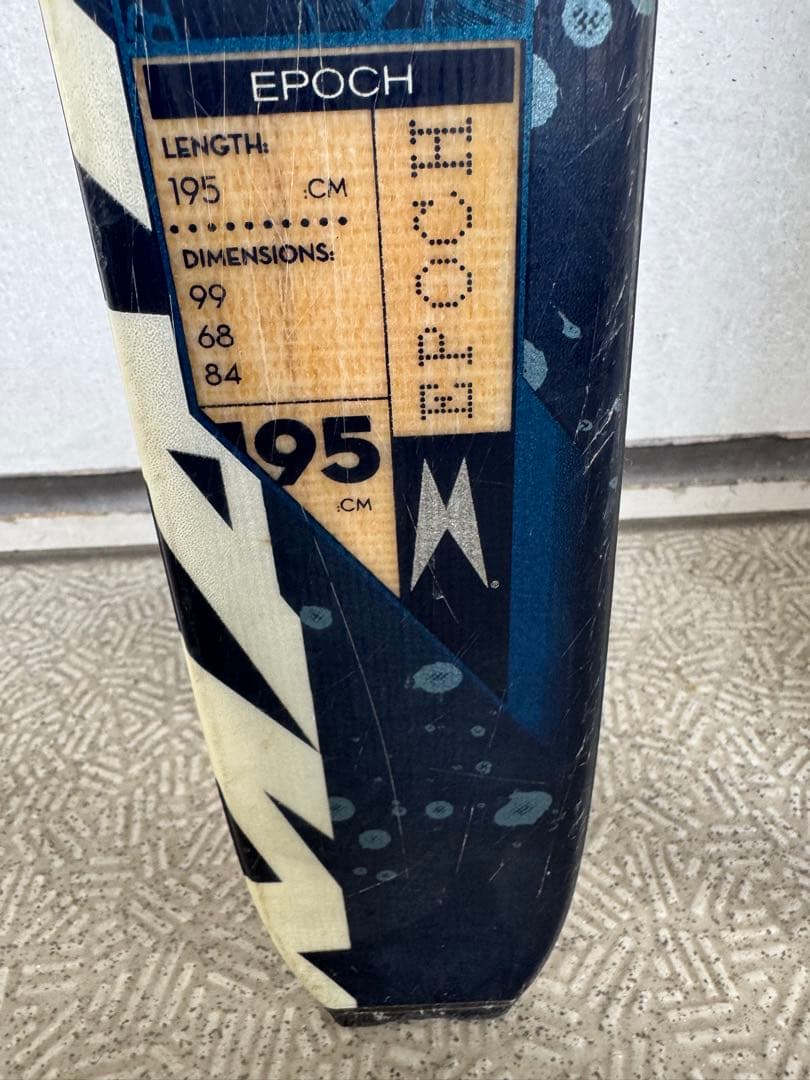 EPOCH
LENGTH:
195 :CM
DIMENSIONS:
99
68
84
195
:CM
EPOCH
®